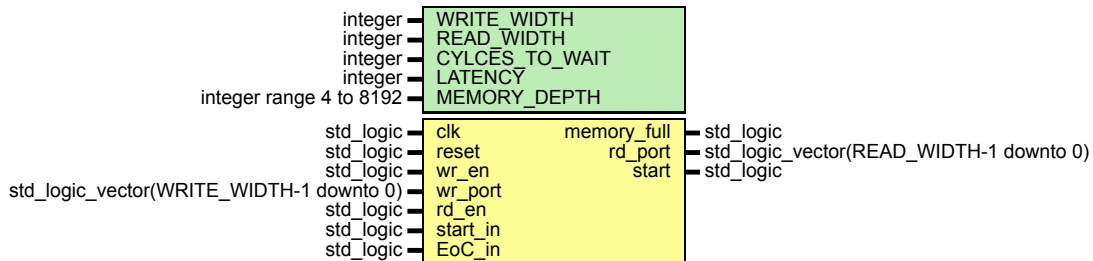 integer WRITE_WIDTH
integer READ_WIDTH
integer CYLCES_TO_WAIT
integer LATENCY
integer range 4 to 8192 MEMORY_DEPTH
std_logic clk memory_full std_logic
std_logic reset rd_port std_logic_vector(READ_WIDTH-1 downto 0)
std_logic wr_en start std_logic
std_logic_vector(WRITE_WIDTH-1 downto 0) wr_port
std_logic rd_en
std_logic start_in
std_logic EoC_in